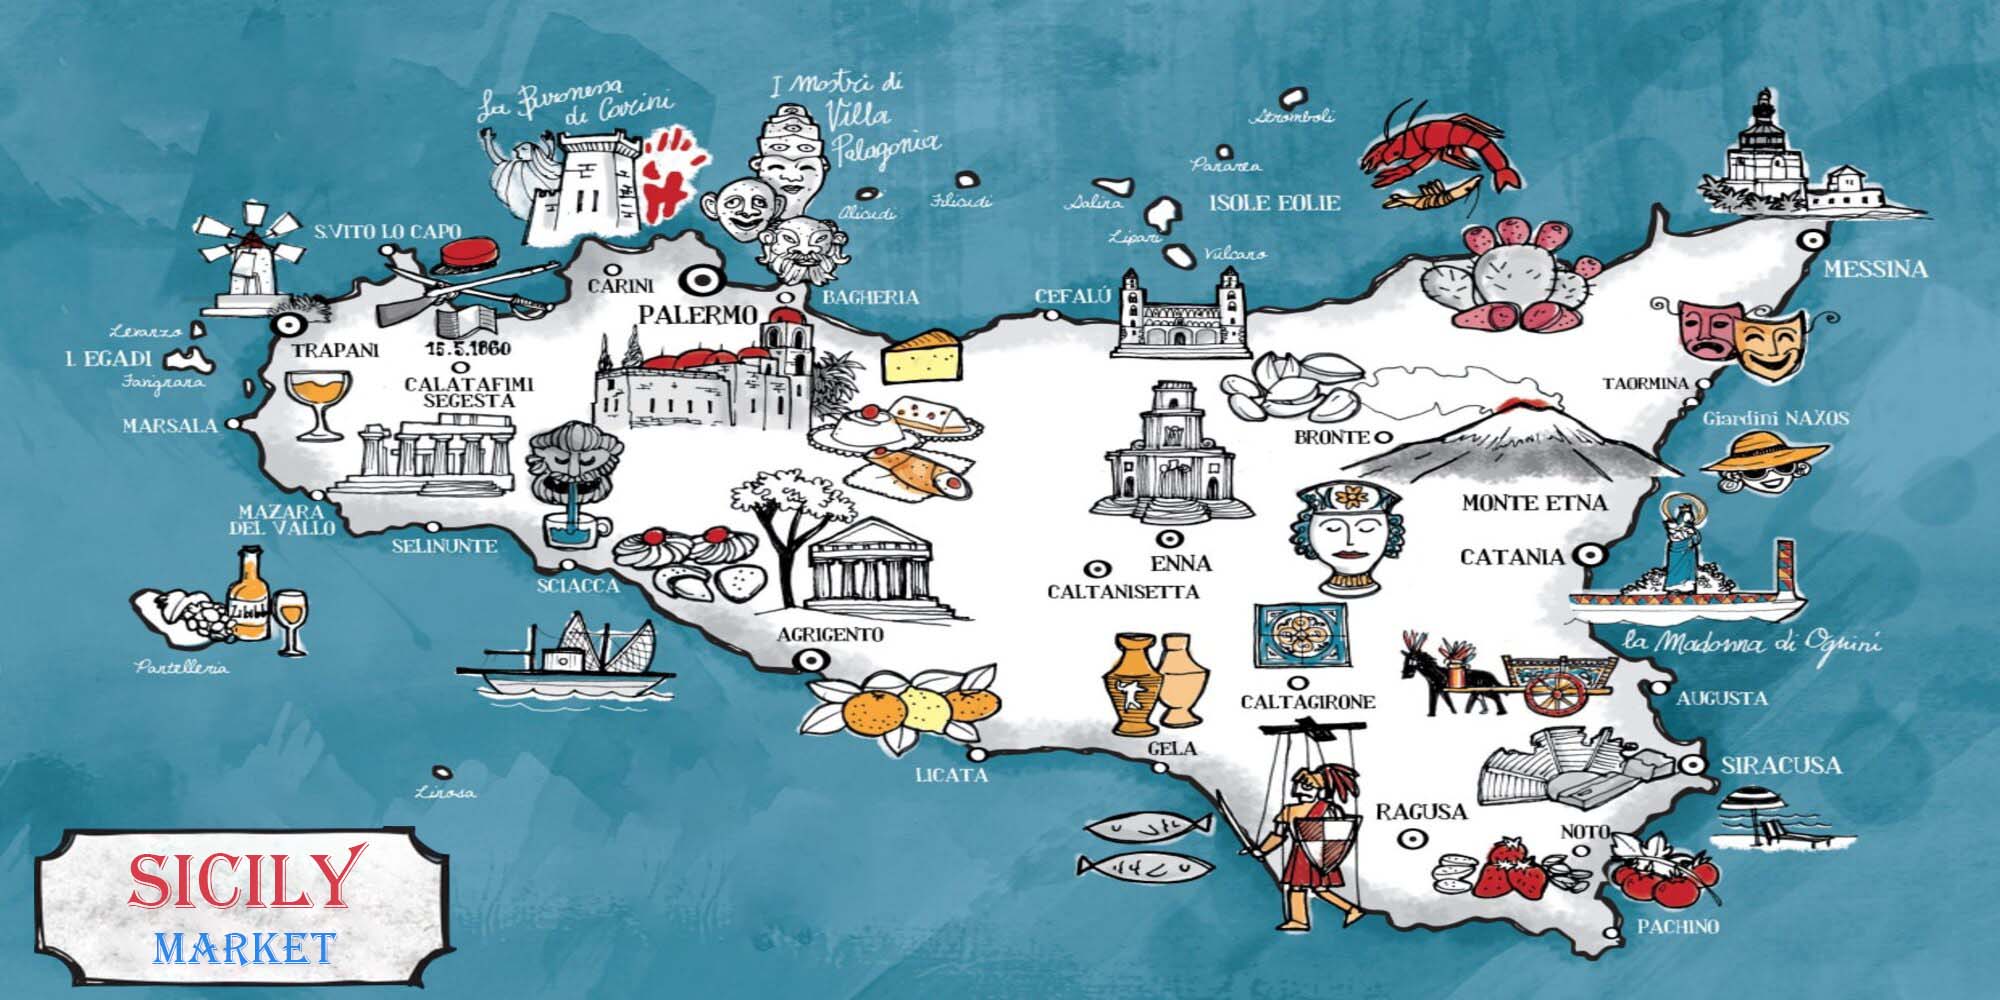 La Buronessa
di Carini
I Mostri di
Villa
Palagonia
Stromboli
Panarea
ISOLE EOLIE
Alicudi
Filicudi
Salina
Lipari
Vulcano
S.VITO LO CAPO
CARINI
PALERMO
BAGHERIA
CEFALÚ
MESSINA
Levanzo
I. EGADI
Favignana
TRAPANI
15.5.1860
CALATAFIMI
SEGESTA
MARSALA
TAORMINA
Giardini NAXOS
BRONTE
MONTE ETNA
MAZARA
DEL VALLO
SELINUNTE
SCIACCA
ENNA
CALTANISETTA
CATANIA
Zibibbo
Pantelleria
AGRIGENTO
la Madonna di Ognini
CALTAGIRONE
AUGUSTA
GELA
LICATA
SIRACUSA
Linosa
RAGUSA
NOTO
PACHINO
SICILY
MARKET